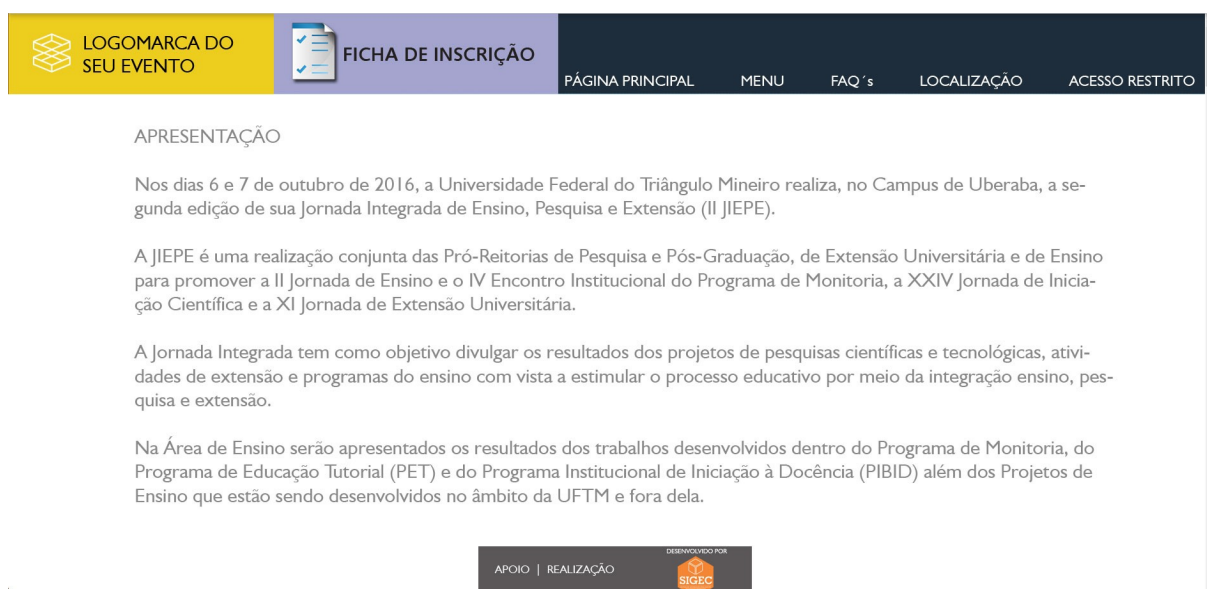 LOGOMARCA DO
SEU EVENTO
FICHA DE INSCRIÇÃO
PÁGINA PRINCIPAL MENU FAQ´s LOCALIZAÇÃO ACESSO RESTRITO
APRESENTAÇÃO
Nos dias 6 e 7 de outubro de 2016, a Universidade Federal do Triângulo Mineiro realiza, no Campus de Uberaba, a se-
gunda edição de sua Jornada Integrada de Ensino, Pesquisa e Extensão (II JIEPE).
A JIEPE é uma realização conjunta das Pró-Reitorias de Pesquisa e Pós-Graduação, de Extensão Universitária e de Ensino
para promover a II Jornada de Ensino e o IV Encontro Institucional do Programa de Monitoria, a XXIV Jornada de Inicia-
ção Científica e a XI Jornada de Extensão Universitária.
A Jornada Integrada tem como objetivo divulgar os resultados dos projetos de pesquisas científicas e tecnológicas, ativi-
dades de extensão e programas do ensino com vista a estimular o processo educativo por meio da integração ensino, pes-
quisa e extensão.
Na Área de Ensino serão apresentados os resultados dos trabalhos desenvolvidos dentro do Programa de Monitoria, do
Programa de Educação Tutorial (PET) e do Programa Institucional de Iniciação à Docência (PIBID) além dos Projetos de
Ensino que estão sendo desenvolvidos no âmbito da UFTM e fora dela.
APOIO | REALIZAÇÃO
DESENVOLVIDO POR
SIGEC